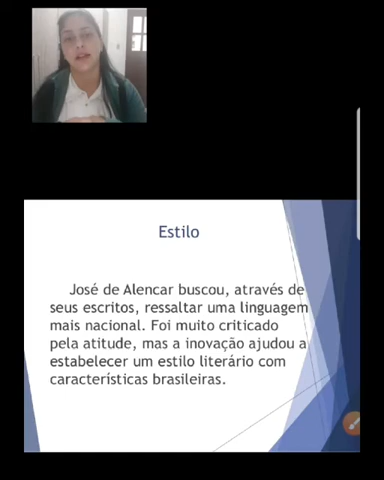 Estilo
José de Alencar buscou, através de
seus escritos, ressaltar uma linguagem
mais nacional. Foi muito criticado
pela atitude, mas a inovação ajudou a
estabelecer um estilo literário com
características brasileiras.